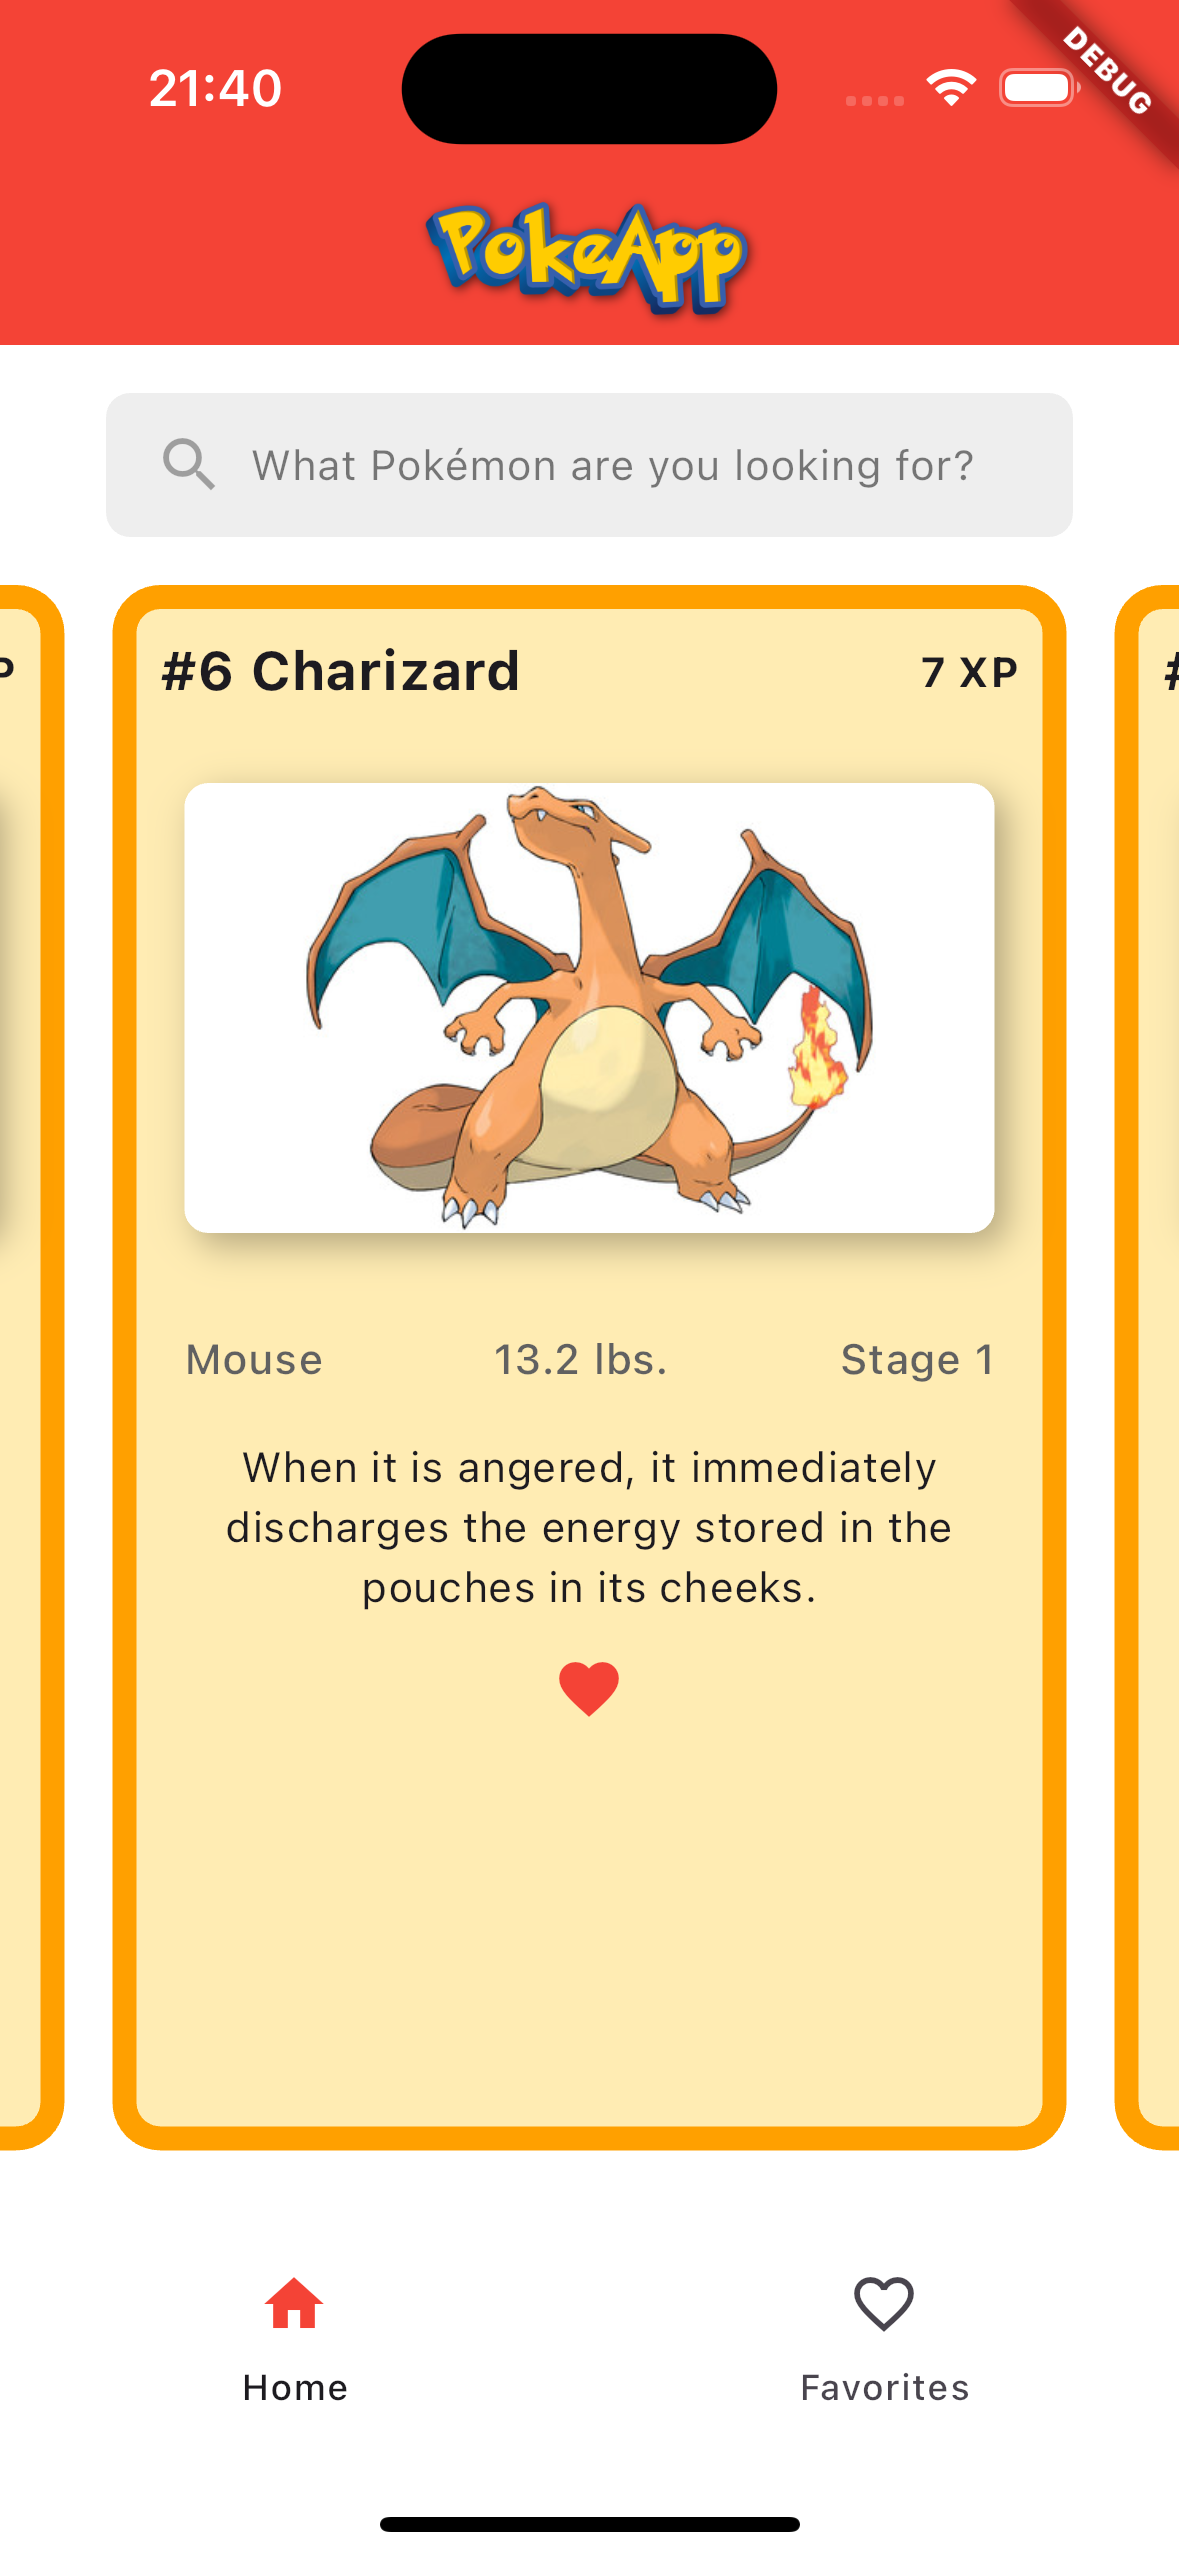 21:40
DEBUG
PokeApp
What Pokémon are you looking for?
P
#6 Charizard
7 XP
#
Mouse
13.2 lbs.
Stage 1
When it is angered, it immediately
discharges the energy stored in the
pouches in its cheeks.
Home
Favorites